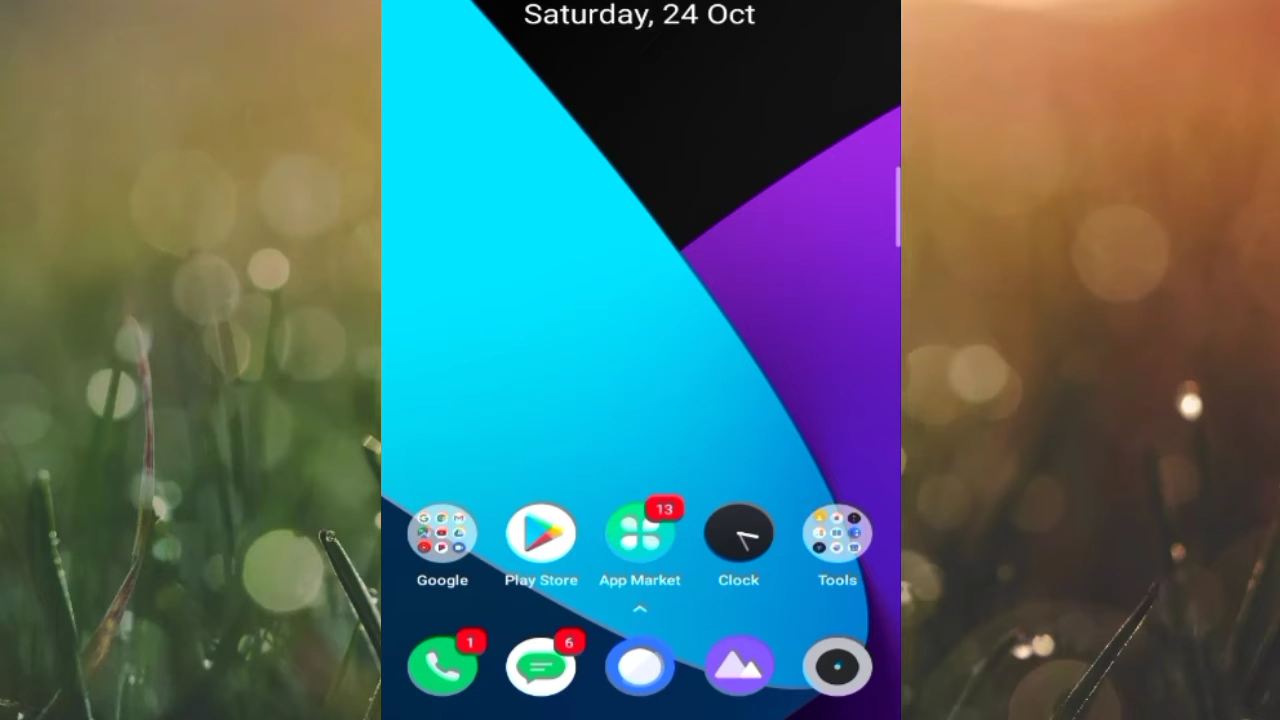 Saturday, 24 Oct
13
Google
Play Store
App Market
Clock
Tools
1
6